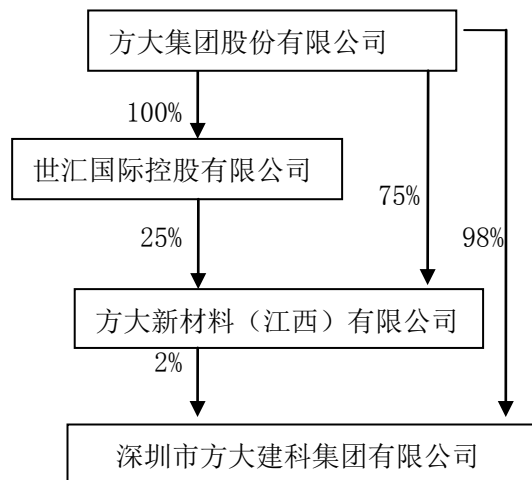 方大集团股份有限公司
100%
世汇国际控股有限公司
75%
25%
98%
方大新材料（江西）有限公司
2%
深圳市方大建科集团有限公司